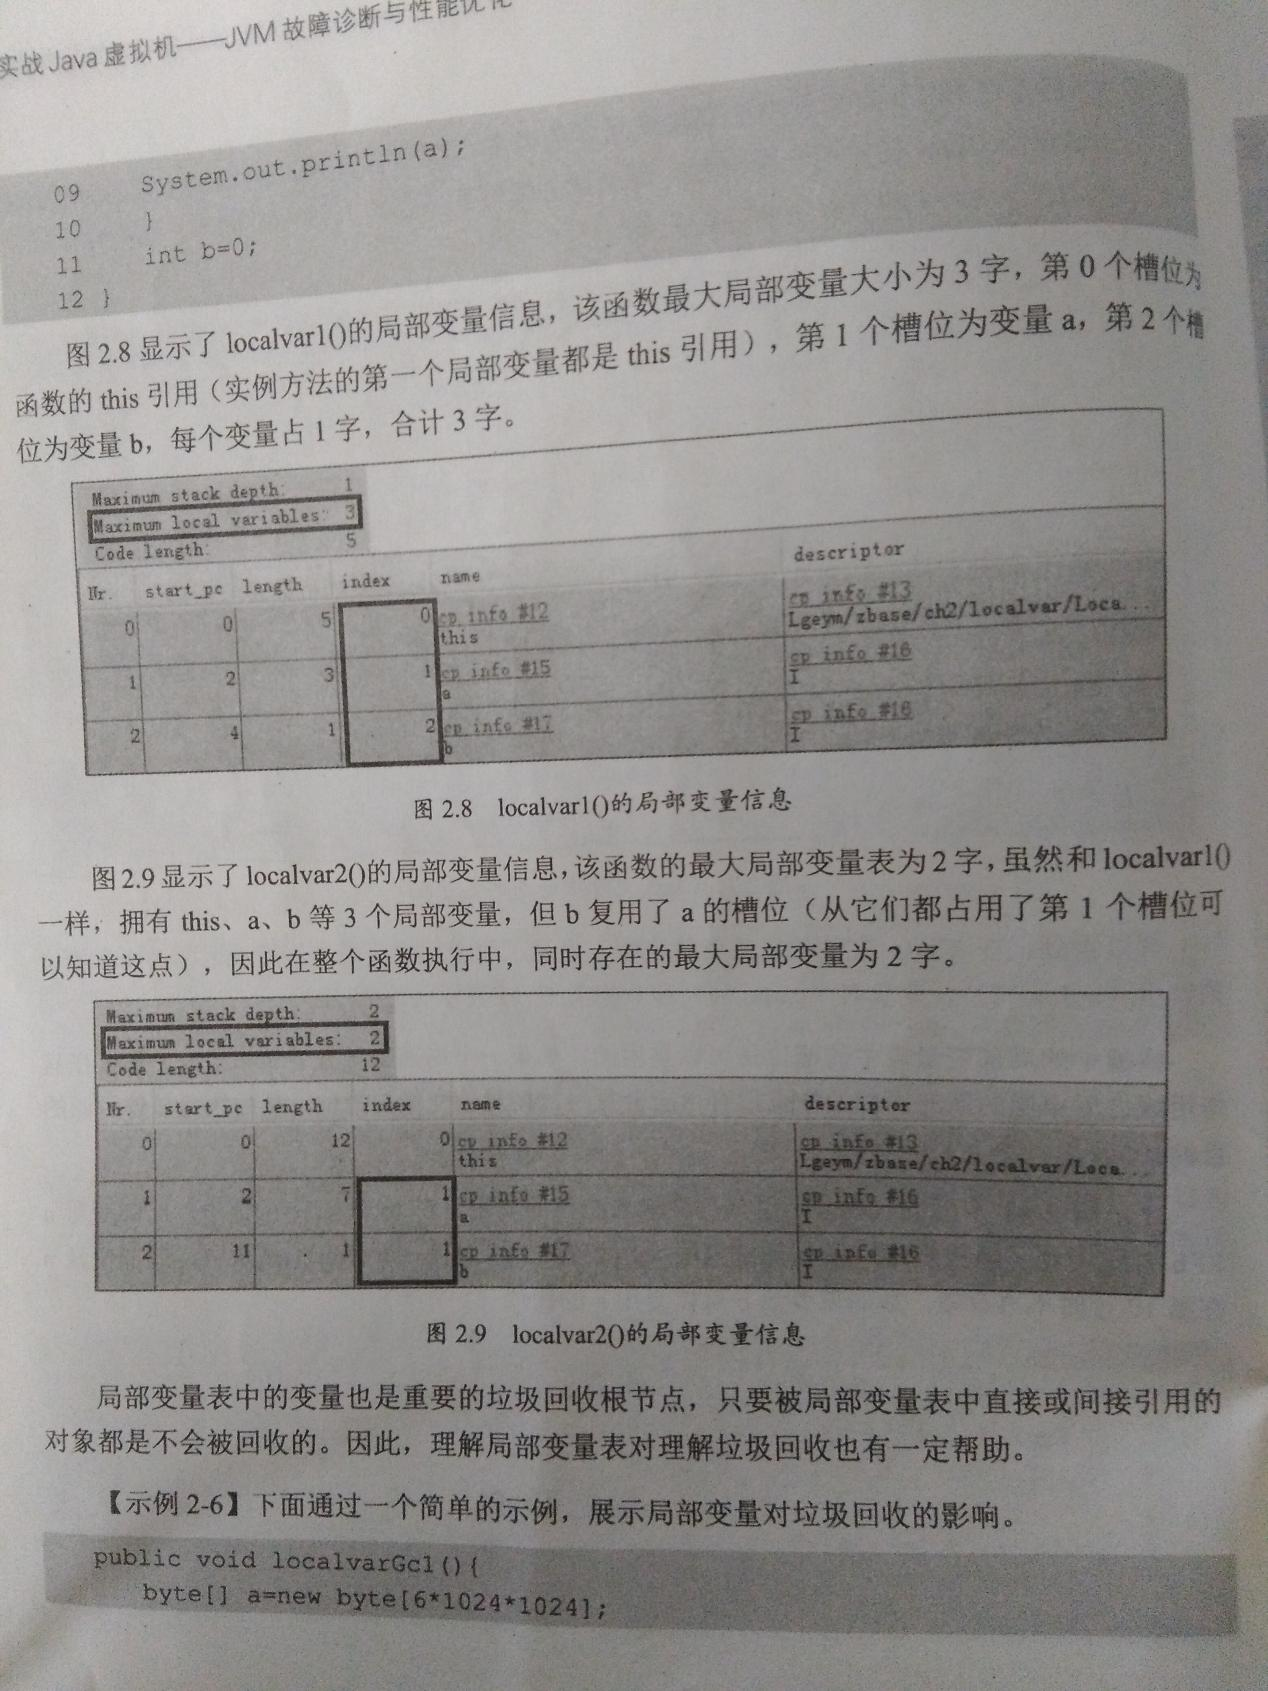 实战Java虚拟机——JVM故障诊断与性能优化
09 System.out.println(a);
10 }
11 int b=0;
12 }
图 2.8 显示了 localvar1()的局部变量信息，该函数最大局部变量大小为 3 字，第 0 个槽位为
函数的 this 引用（实例方法的第一个局部变量都是 this 引用），第 1 个槽位为变量 a，第 2 个槽
位为变量 b，每个变量占 1 字，合计 3 字。
Maximum stack depth: 1
Maximum local variables: 3
Code length: 5
Nr. start_pc length index name descriptor
0 0 5 0 cp info #12 cp info #13
this Lgeym/zbase/ch2/localvar/Loca...
1 2 3 1 cp info #15 cp info #16
a I
2 4 1 2 cp info #17 cp info #16
b I
图 2.8 localvar1()的局部变量信息
图 2.9 显示了 localvar2()的局部变量信息，该函数的最大局部变量表为 2 字，虽然和 localvar1()
一样，拥有 this、a、b 等 3 个局部变量，但 b 复用了 a 的槽位（从它们都占用了第 1 个槽位可
以知道这点），因此在整个函数执行中，同时存在的最大局部变量为 2 字。
Maximum stack depth: 2
Maximum local variables: 2
Code length: 12
Nr. start_pc length index name descriptor
0 0 12 0 cp info #12 cp info #13
this Lgeym/zbase/ch2/localvar/Loca...
1 2 7 1 cp info #15 cp info #16
a I
2 11 1 1 cp info #17 cp info #16
b I
图 2.9 localvar2()的局部变量信息
局部变量表中的变量也是重要的垃圾回收根节点，只要被局部变量表中直接或间接引用的
对象都是不会被回收的。因此，理解局部变量表对理解垃圾回收也有一定帮助。
【示例 2-6】下面通过一个简单的示例，展示局部变量对垃圾回收的影响。
public void localvarGc1(){
byte[] a=new byte[6*1024*1024];